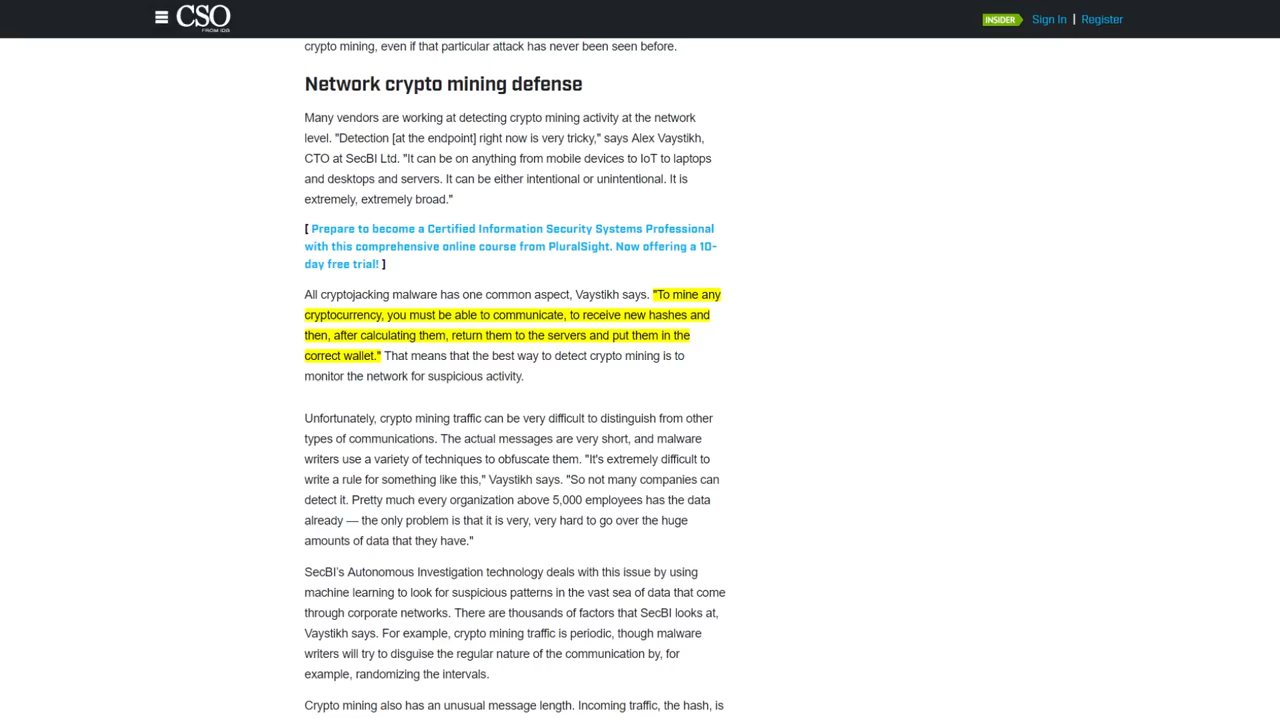 CSO
FROM IDG
INSIDER Sign In | Register
crypto mining, even if that particular attack has never been seen before.
Network crypto mining defense
Many vendors are working at detecting crypto mining activity at the network
level. "Detection [at the endpoint] right now is very tricky," says Alex Vaystikh,
CTO at SecBI Ltd. "It can be on anything from mobile devices to IoT to laptops
and desktops and servers. It can be either intentional or unintentional. It is
extremely, extremely broad."
[ Prepare to become a Certified Information Security Systems Professional
with this comprehensive online course from PluralSight. Now offering a 10-
day free trial! ]
All cryptojacking malware has one common aspect, Vaystikh says. "To mine any
cryptocurrency, you must be able to communicate, to receive new hashes and
then, after calculating them, return them to the servers and put them in the
correct wallet." That means that the best way to detect crypto mining is to
monitor the network for suspicious activity.
Unfortunately, crypto mining traffic can be very difficult to distinguish from other
types of communications. The actual messages are very short, and malware
writers use a variety of techniques to obfuscate them. "It's extremely difficult to
write a rule for something like this," Vaystikh says. "So not many companies can
detect it. Pretty much every organization above 5,000 employees has the data
already — the only problem is that it is very, very hard to go over the huge
amounts of data that they have."
SecBI's Autonomous Investigation technology deals with this issue by using
machine learning to look for suspicious patterns in the vast sea of data that come
through corporate networks. There are thousands of factors that SecBI looks at,
Vaystikh says. For example, crypto mining traffic is periodic, though malware
writers will try to disguise the regular nature of the communication by, for
example, randomizing the intervals.
Crypto mining also has an unusual message length. Incoming traffic, the hash, is